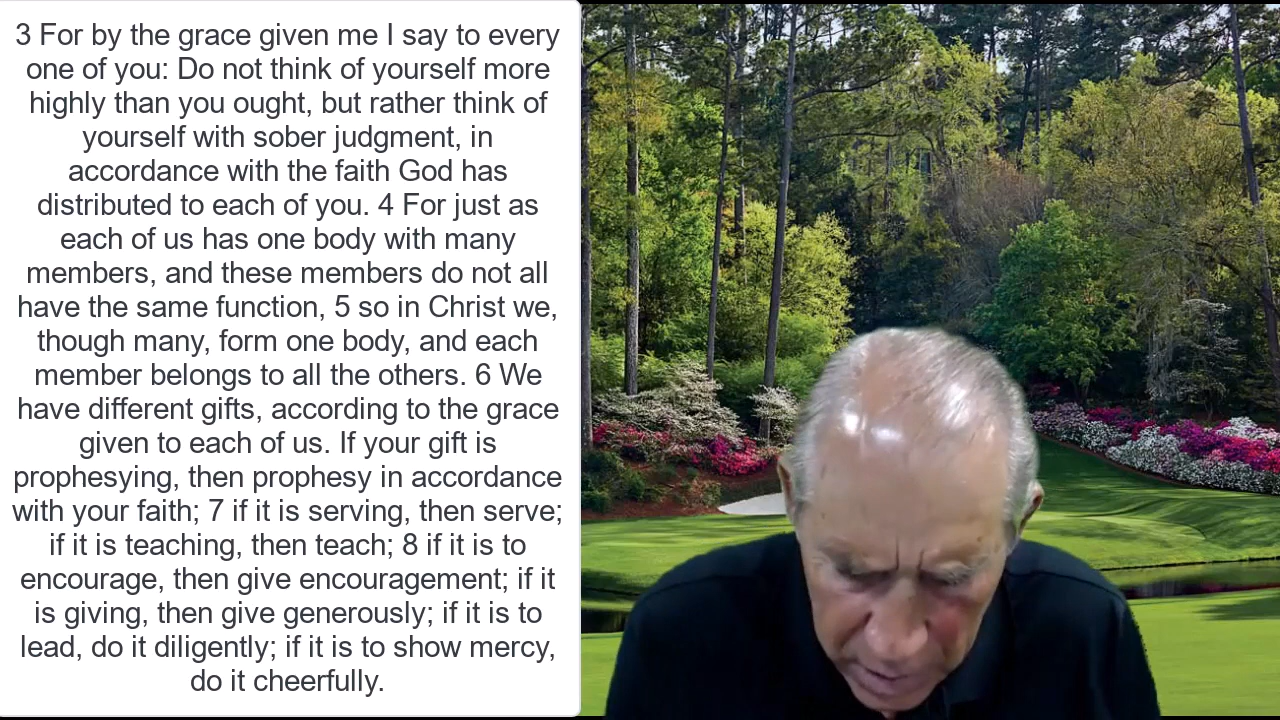 3 For by the grace given me I say to every
one of you: Do not think of yourself more
highly than you ought, but rather think of
yourself with sober judgment, in
accordance with the faith God has
distributed to each of you. 4 For just as
each of us has one body with many
members, and these members do not all
have the same function, 5 so in Christ we,
though many, form one body, and each
member belongs to all the others. 6 We
have different gifts, according to the grace
given to each of us. If your gift is
prophesying, then prophesy in accordance
with your faith; 7 if it is serving, then serve;
if it is teaching, then teach; 8 if it is to
encourage, then give encouragement; if it
is giving, then give generously; if it is to
lead, do it diligently; if it is to show mercy,
do it cheerfully.